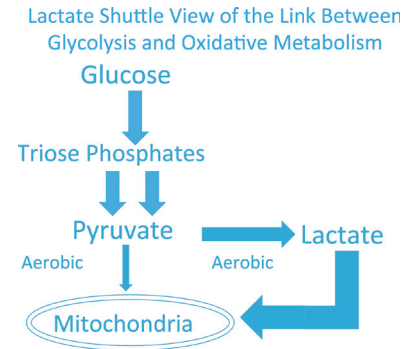 Lactate Shuttle View of the Link Between
Glycolysis and Oxidative Metabolism
Glucose
Triose Phosphates
Pyruvate
Lactate
Aerobic
Aerobic
Mitochondria